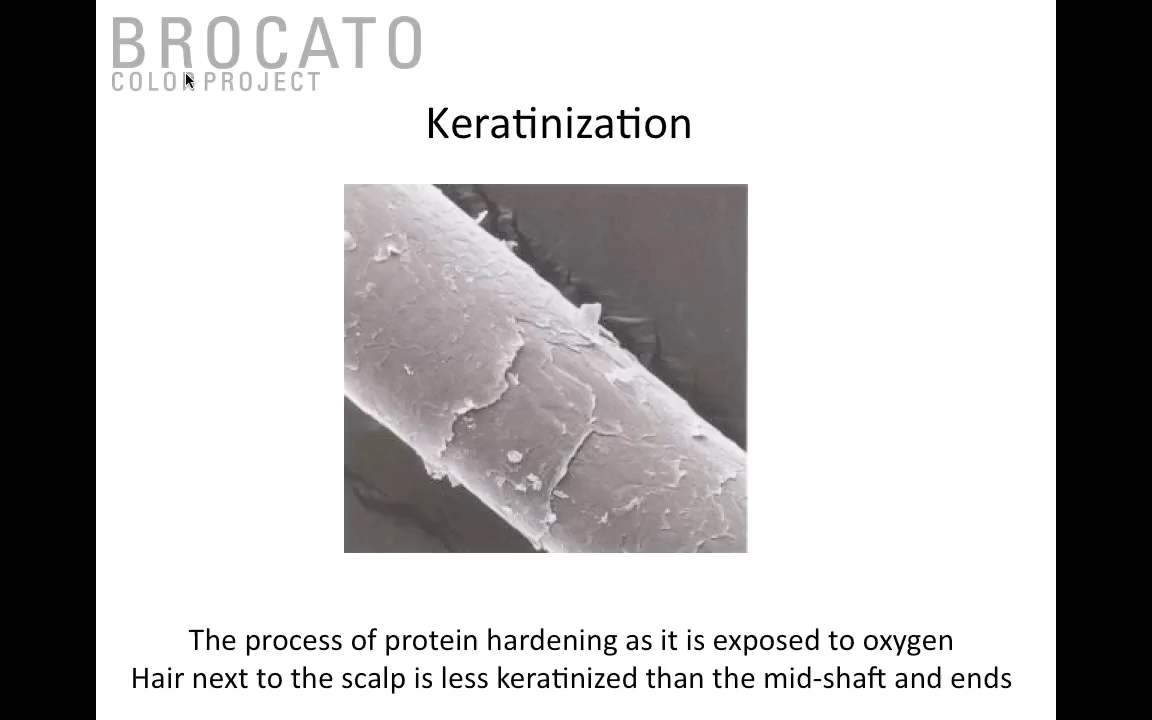 BROCATO
COLOR PROJECT
Keratinization
The process of protein hardening as it is exposed to oxygen
Hair next to the scalp is less keratinized than the mid-shaft and ends